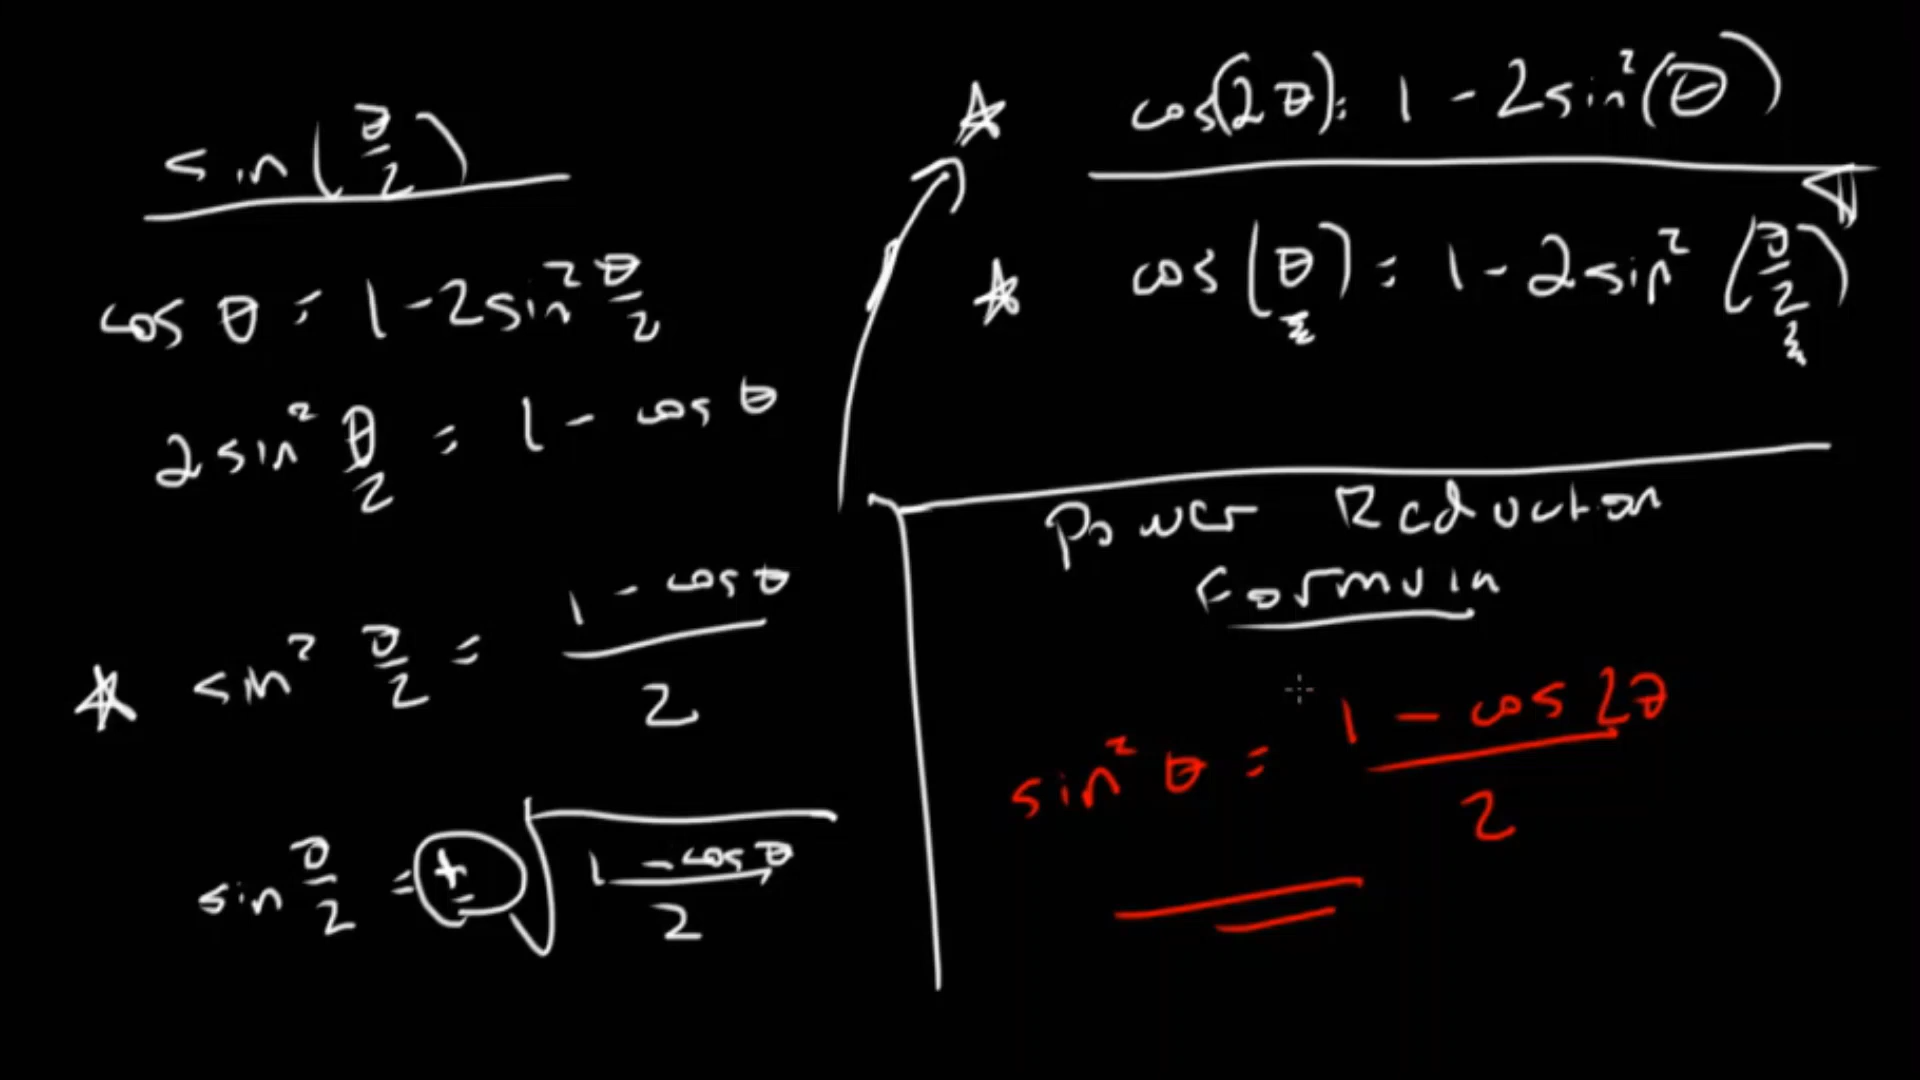 sin(θ/2)
cos θ = 1 - 2sin² θ/2
2sin² θ/2 = 1 - cos θ
☆ sin² θ/2 = (1 - cos θ)/2
sin θ/2 = ± √((1 - cos θ)/2)
☆ cos(2θ) = 1 - 2sin²(θ)
☆ cos(θ) = 1 - 2sin²(θ/2)
Power Reduction
Formula
sin² θ = (1 - cos 2θ)/2